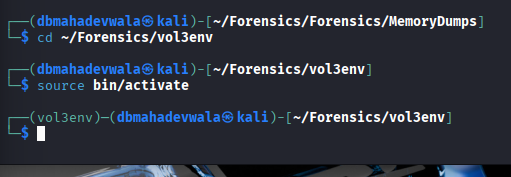 ┌──(dbmahadevwala㉿kali)-[~/Forensics/Forensics/MemoryDumps]
└─$ cd ~/Forensics/vol3env
┌──(dbmahadevwala㉿kali)-[~/Forensics/vol3env]
└─$ source bin/activate
┌──(vol3env)─(dbmahadevwala㉿kali)-[~/Forensics/vol3env]
└─$